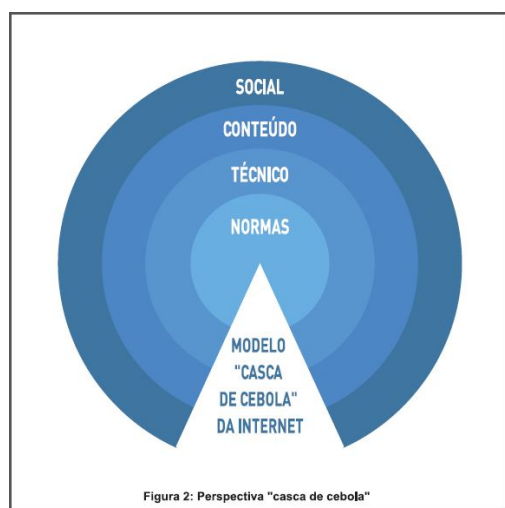 SOCIAL
CONTEÚDO
TÉCNICO
NORMAS
MODELO
"CASCA
DE CEBOLA"
DA INTERNET
Figura 2: Perspectiva "casca de cebola"